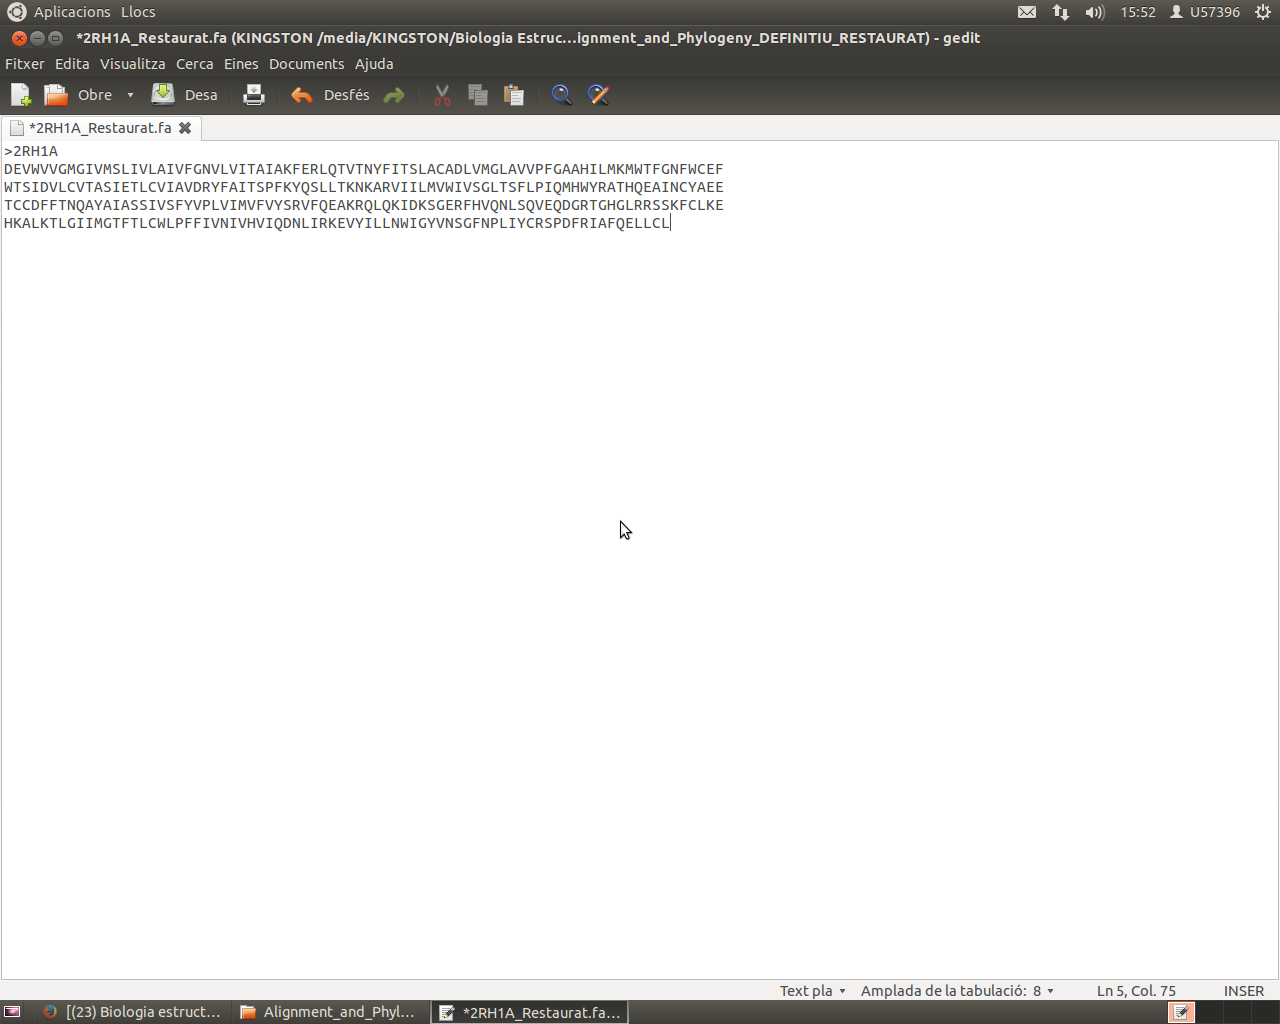 Aplicacions Llocs 15:52 U57396
*2RH1A_Restaurat.fa (KINGSTON /media/KINGSTON/Biologia Estruc…ignment_and_Phylogeny_DEFINITIU_RESTAURAT) - gedit
Fitxer Edita Visualitza Cerca Eines Documents Ajuda
Obre Desa Desfés
*2RH1A_Restaurat.fa
>2RH1A
DEVWVVGMGIVMSLIVLAIVFGNVLVITAIAKFERLQTVTNYFITSLACADLVMGLAVVPFGAAHILMKMWTFGNFWCEF
WTSIDVLCVTASIETLCVIAVDRYFAITSPFKYQSLLTKNKARVIILMVWIVSGLTSFLPIQMHWYRATHQEAINCYAEE
TCCDFFTNQAYAIASSIVSFYVPLVIMVFVYSRVFQEAKRQLQKIDKSGERFHVQNLSQVEQDGRTGHGLRRSSKFCLKE
HKALKTLGIIMGTFTLCWLPFFIVNIVHVIQDNLIRKEVYILLNWIGYVNSGFNPLIYCRSPDFRIAFQELLCL
Text pla Amplada de la tabulació: 8 Ln 5, Col. 75 INSER
[(23) Biologia estruct… Alignment_and_Phyl… *2RH1A_Restaurat.fa…